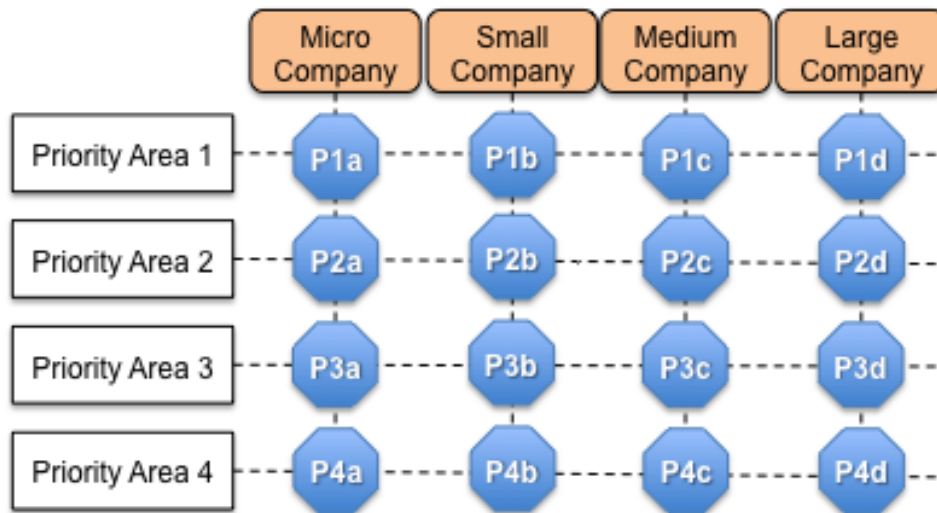 Micro
Company
Small
Company
Medium
Company
Large
Company
Priority Area 1
P1a
P1b
P1c
P1d
Priority Area 2
P2a
P2b
P2c
P2d
Priority Area 3
P3a
P3b
P3c
P3d
Priority Area 4
P4a
P4b
P4c
P4d